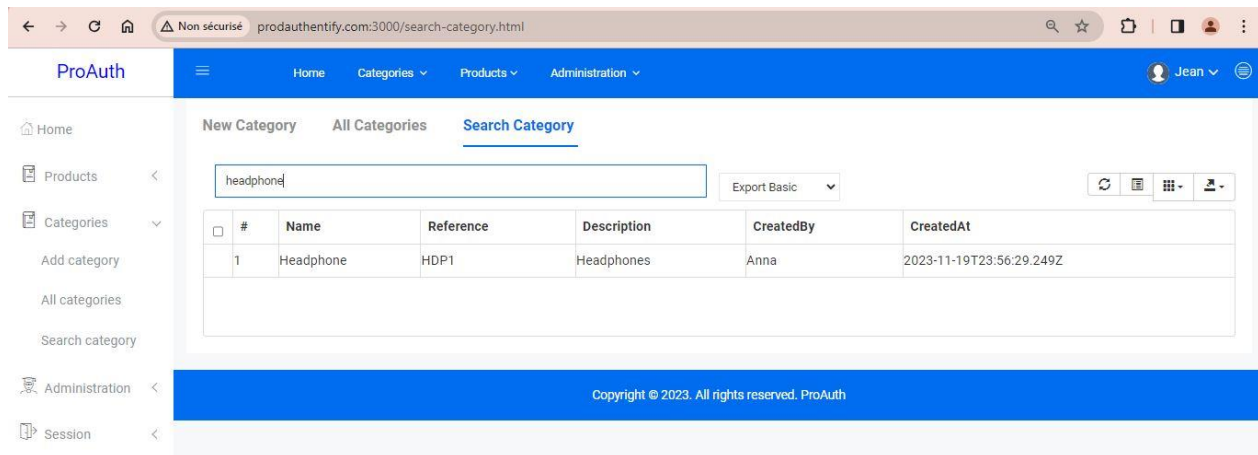 Non sécurisé prodauthentify.com:3000/search-category.html
ProAuth
Home Categories Products Administration Jean
Home
Products
Categories
Add category
All categories
Search category
Administration
Session
New Category All Categories Search Category
headphone Export Basic
# Name Reference Description CreatedBy CreatedAt
1 Headphone HDP1 Headphones Anna 2023-11-19T23:56:29.249Z
Copyright © 2023. All rights reserved. ProAuth